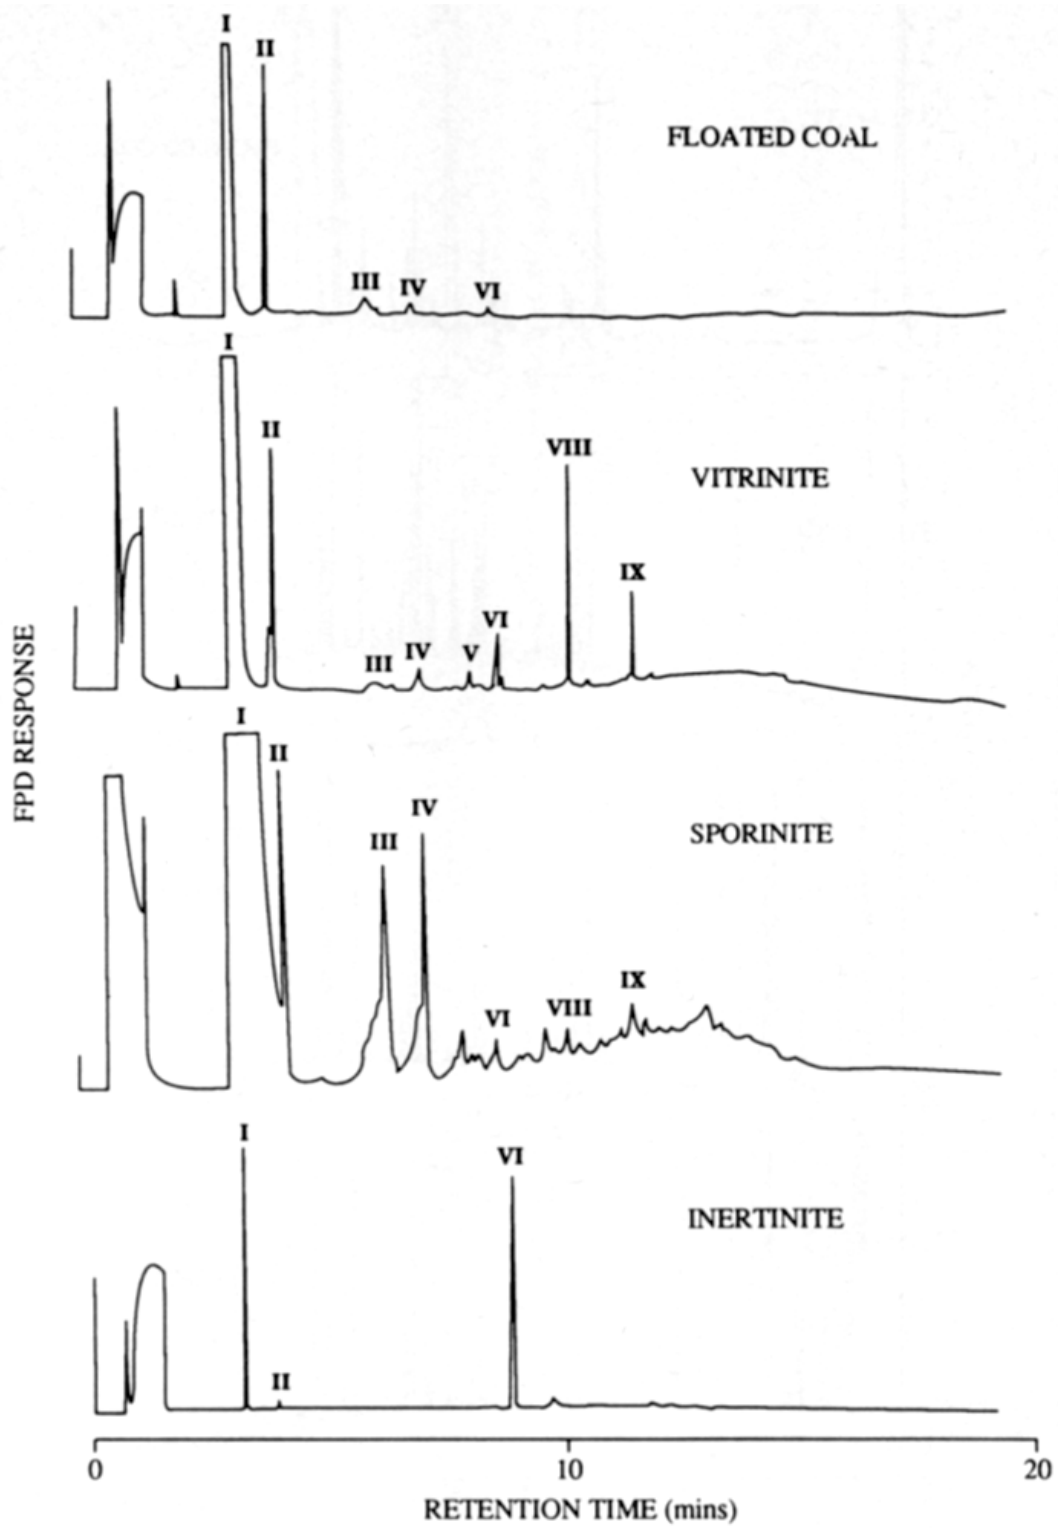 I
II
FLOATED COAL
III IV VI
I
II
VIII
VITRINITE
IX
VI
III IV V
I
II
IV
SPORINITE
III
IX
VI VIII
I
VI
INERTINITE
II
FPD RESPONSE
0 10 20
RETENTION TIME (mins)